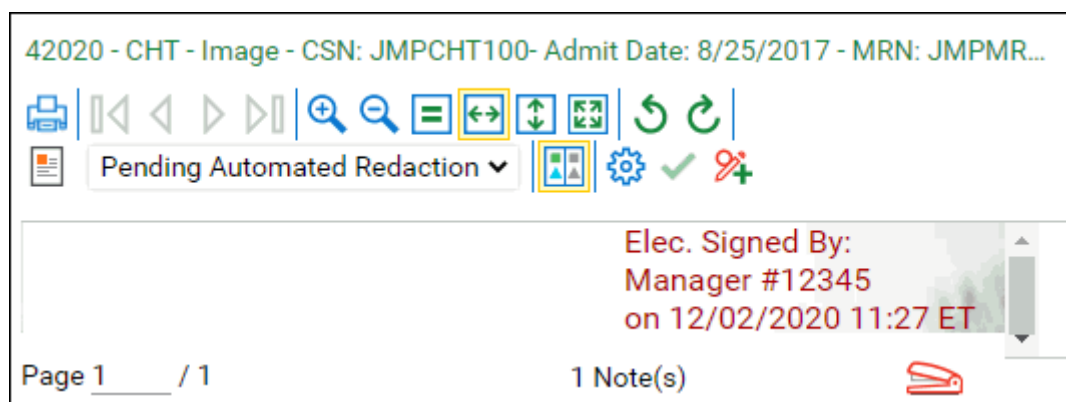 42020 - CHT - Image - CSN: JMPCHT100- Admit Date: 8/25/2017 - MRN: JMPMR...
Pending Automated Redaction
Elec. Signed By:
Manager #12345
on 12/02/2020 11:27 ET
Page 1 / 1
1 Note(s)